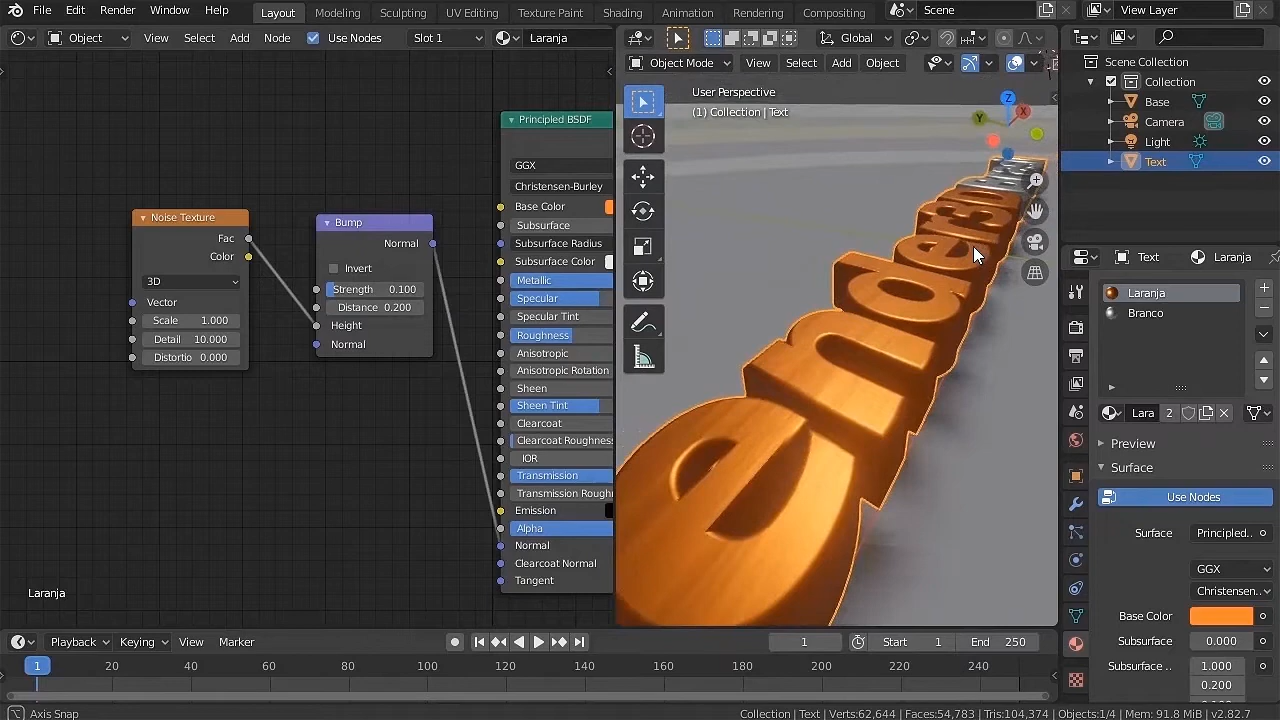 File Edit Render Window Help Layout Modeling Sculpting UV Editing Texture Paint Shading Animation Rendering Compositing Scene View Layer
Object View Select Add Node Use Nodes Slot 1 Laranja
Global
Object Mode View Select Add Object
User Perspective
(1) Collection | Text
Scene Collection
Collection
Base
Camera
Light
Text
Noise Texture
Fac
Color
3D
Vector
Scale 1.000
Detail 10.000
Distortio 0.000
Bump
Normal
Invert
Strength 0.100
Distance 0.200
Height
Normal
Principled BSDF
GGX
Christensen-Burley
Base Color
Subsurface
Subsurface Radius
Subsurface Color
Metallic
Specular
Specular Tint
Roughness
Anisotropic
Anisotropic Rotation
Sheen
Sheen Tint
Clearcoat
Clearcoat Roughness
IOR
Transmission
Transmission Rough
Emission
Alpha
Normal
Clearcoat Normal
Tangent
Laranja
Z
X
Y
ender3D
Text Laranja
Laranja
Branco
Lara 2
Preview
Surface
Use Nodes
Surface Principled..
GGX
Christensen..
Base Color
Subsurface 0.000
Subsurface .. 1.000
0.200
Playback Keying View Marker 1 Start 1 End 250
1 20 40 60 80 100 120 140 160 180 200 220 240
Axis Snap
Collection | Text | Verts:62,644 | Faces:54,783 | Tris:104,374 | Objects:1/4 | Mem: 91.8 MiB | v2.82.7